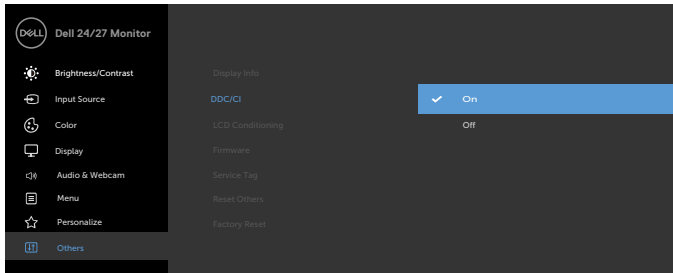 DELL Dell 24/27 Monitor
Brightness/Contrast
Input Source
Color
Display
Audio & Webcam
Menu
Personalize
Others
Display Info
DDC/CI
LCD Conditioning
Firmware
Service Tag
Reset Others
Factory Reset
On
Off